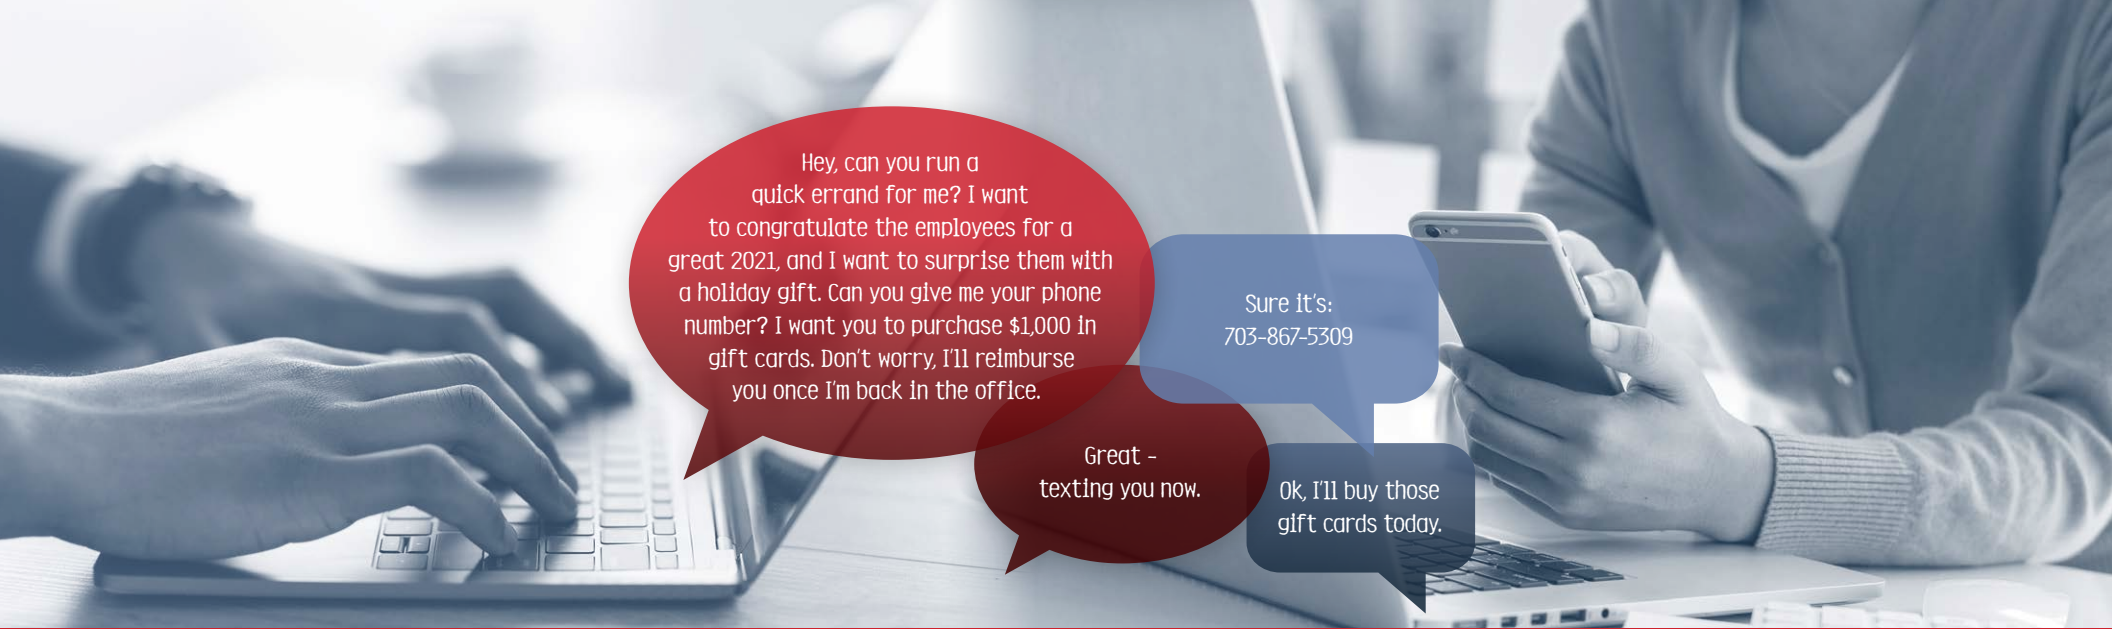 Hey, can you run a
quick errand for me? I want
to congratulate the employees for a
great 2021, and I want to surprise them with
a holiday gift. Can you give me your phone
number? I want you to purchase $1,000 in
gift cards. Don't worry, I'll reimburse
you once I'm back in the office.
Sure it's:
703-867-5309
Great -
texting you now.
Ok, I'll buy those
gift cards today.